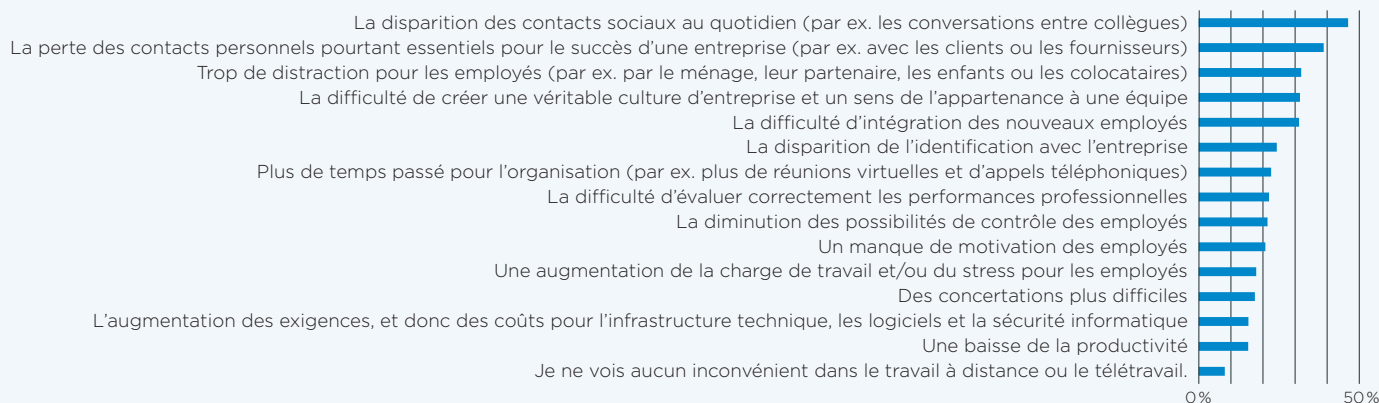 La disparition des contacts sociaux au quotidien (par ex. les conversations entre collègues)
La perte des contacts personnels pourtant essentiels pour le succès d’une entreprise (par ex. avec les clients ou les fournisseurs)
Trop de distraction pour les employés (par ex. par le ménage, leur partenaire, les enfants ou les colocataires)
La difficulté de créer une véritable culture d’entreprise et un sens de l’appartenance à une équipe
La difficulté d’intégration des nouveaux employés
La disparition de l’identification avec l’entreprise
Plus de temps passé pour l’organisation (par ex. plus de réunions virtuelles et d’appels téléphoniques)
La difficulté d’évaluer correctement les performances professionnelles
La diminution des possibilités de contrôle des employés
Un manque de motivation des employés
Une augmentation de la charge de travail et/ou du stress pour les employés
Des concertations plus difficiles
L’augmentation des exigences, et donc des coûts pour l’infrastructure technique, les logiciels et la sécurité informatique
Une baisse de la productivité
Je ne vois aucun inconvénient dans le travail à distance ou le télétravail.
0 % 50 %